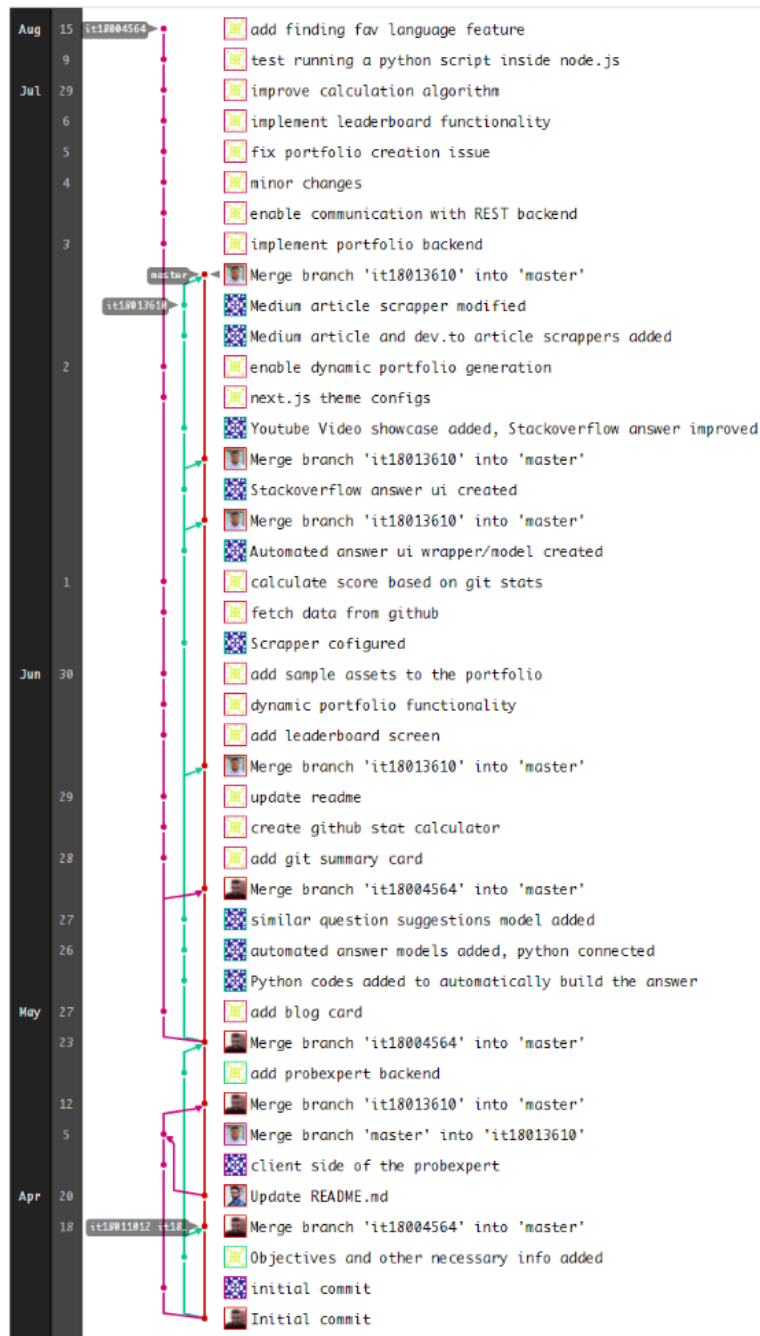 Aug 15 it18004564 add finding fav language feature
9 test running a python script inside node.js
Jul 29 improve calculation algorithm
6 implement leaderboard functionality
5 fix portfolio creation issue
4 minor changes
enable communication with REST backend
3 implement portfolio backend
master Merge branch 'it18013610' into 'master'
it18013610 Medium article scrapper modified
Medium article and dev.to article scrappers added
2 enable dynamic portfolio generation
next.js theme configs
Youtube Video showcase added, Stackoverflow answer improved
Merge branch 'it18013610' into 'master'
Stackoverflow answer ui created
Merge branch 'it18013610' into 'master'
Automated answer ui wrapper/model created
1 calculate score based on git stats
fetch data from github
Scrapper cofigured
Jun 30 add sample assets to the portfolio
dynamic portfolio functionality
add leaderboard screen
Merge branch 'it18013610' into 'master'
29 update readme
create github stat calculator
28 add git summary card
Merge branch 'it18004564' into 'master'
27 similar question suggestions model added
26 automated answer models added, python connected
Python codes added to automatically build the answer
May 27 add blog card
23 Merge branch 'it18004564' into 'master'
add probexpert backend
12 Merge branch 'it18013610' into 'master'
5 Merge branch 'master' into 'it18013610'
client side of the probexpert
Apr 20 Update README.md
18 it18011012 it18… Merge branch 'it18004564' into 'master'
Objectives and other necessary info added
initial commit
Initial commit